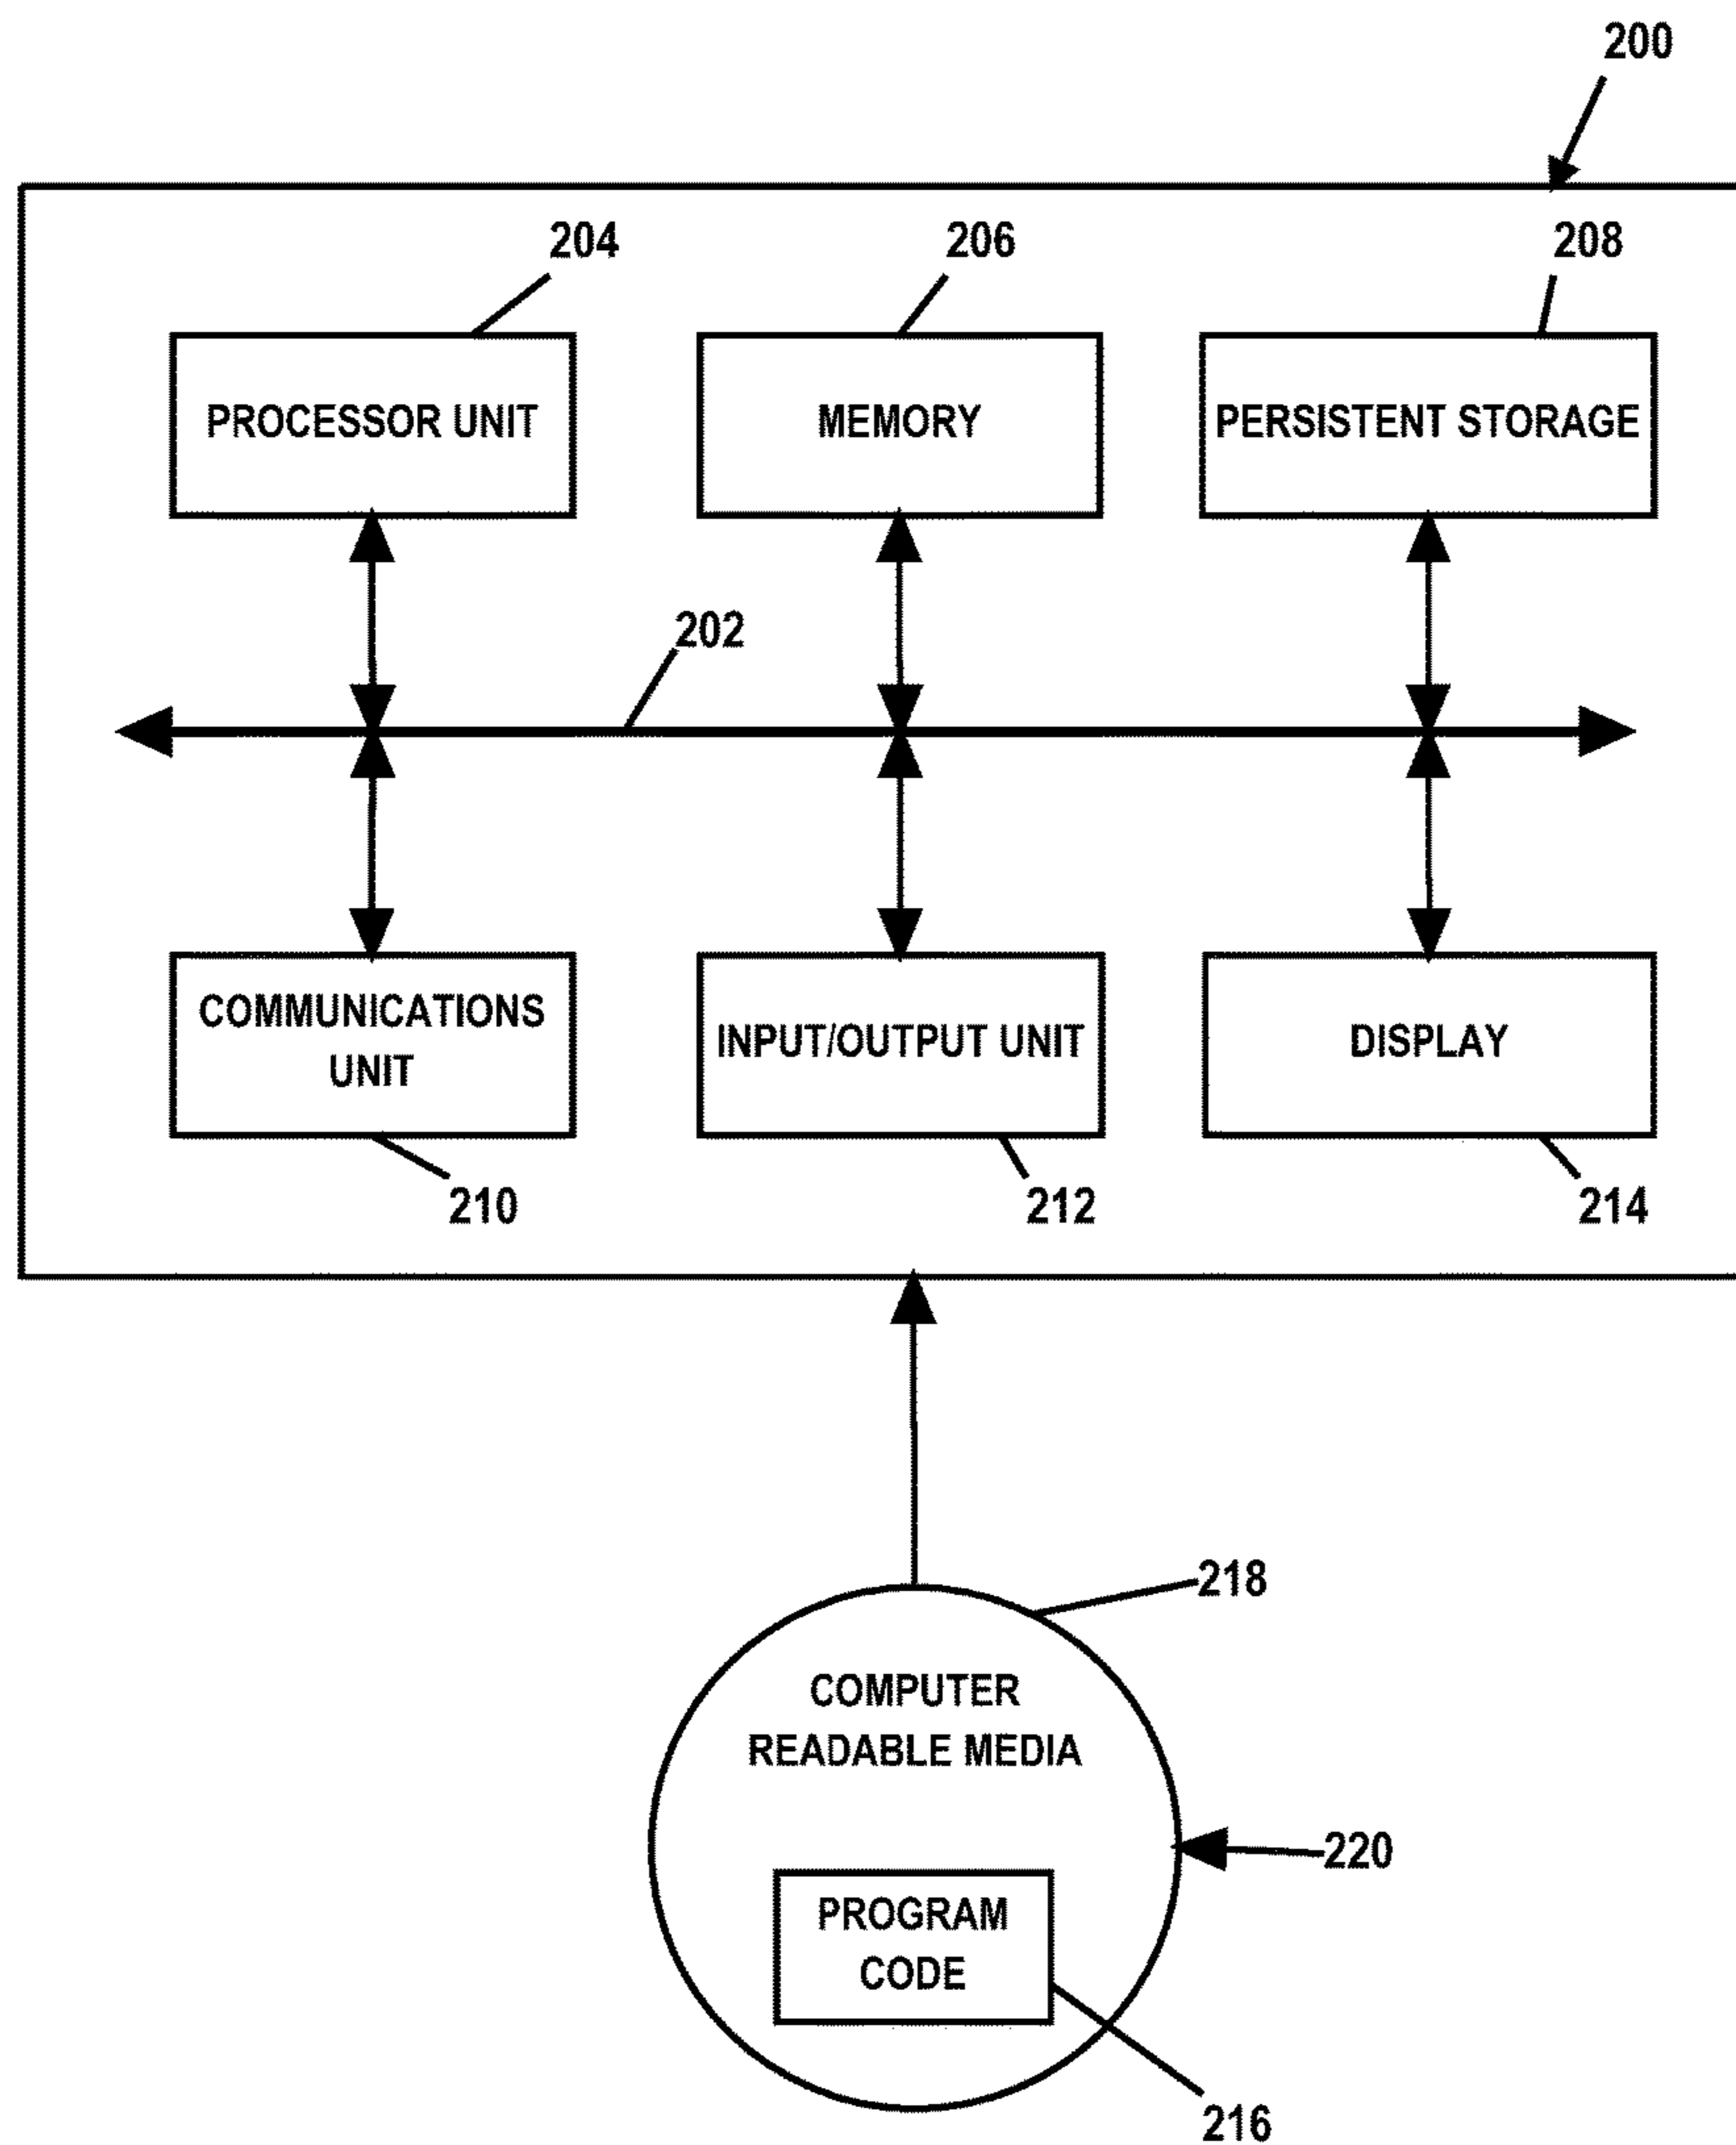 200
204
206
208
PROCESSOR UNIT
MEMORY
PERSISTENT STORAGE
202
COMMUNICATIONS
UNIT
INPUT/OUTPUT UNIT
DISPLAY
210
212
214
218
COMPUTER
READABLE MEDIA
220
PROGRAM
CODE
216